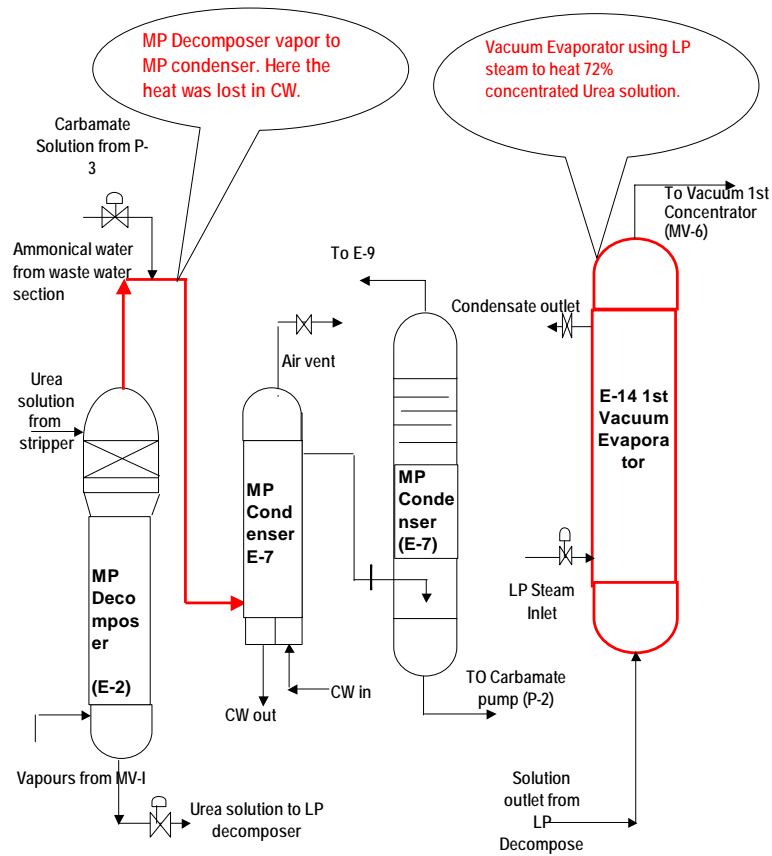 MP Decomposer vapor to
MP condenser. Here the
heat was lost in CW.
Vacuum Evaporator using LP
steam to heat 72%
concentrated Urea solution.
Carbamate
Solution from P-
3
To Vacuum 1st
Concentrator
(MV-6)
Ammonical water
from waste water
section
To E-9
Condensate outlet
Air vent
Urea
solution
from
stripper
E-14 1st
Vacuum
Evapora
tor
MP
Cond
enser
E-7
MP
Conde
nser
(E-7)
MP
Deco
mpos
er
(E-2)
LP Steam
Inlet
CW in
CW out
TO Carbamate
pump (P-2)
Vapours from MV-I
Urea solution to LP
decomposer
Solution
outlet from
LP
Decompose